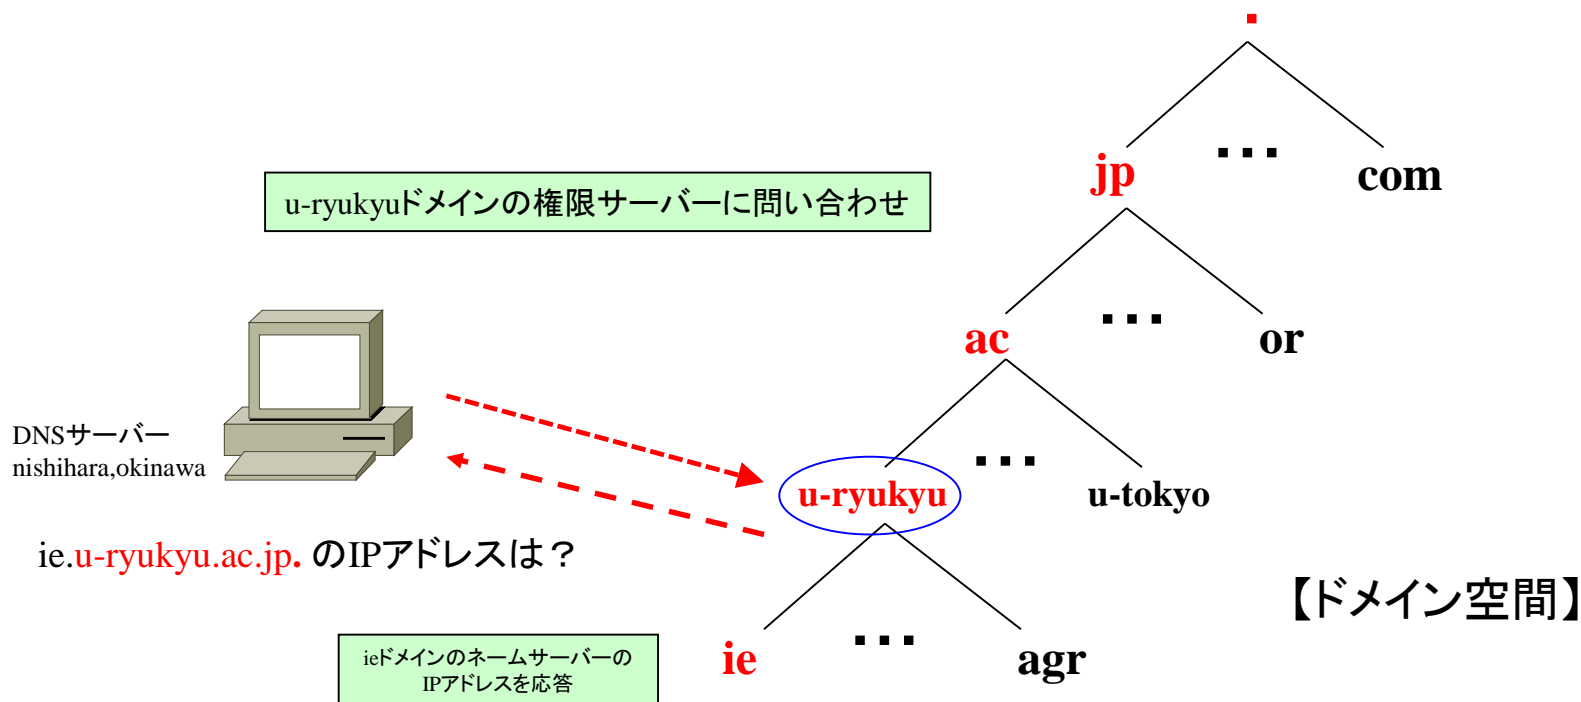 .
jp … com
u-ryukyuドメインの権限サーバーに問い合わせ
ac … or
DNSサーバー
nishihara,okinawa
u-ryukyu … u-tokyo
ie.u-ryukyu.ac.jp. のIPアドレスは？
【ドメイン空間】
ieドメインのネームサーバーの
IPアドレスを応答
ie … agr